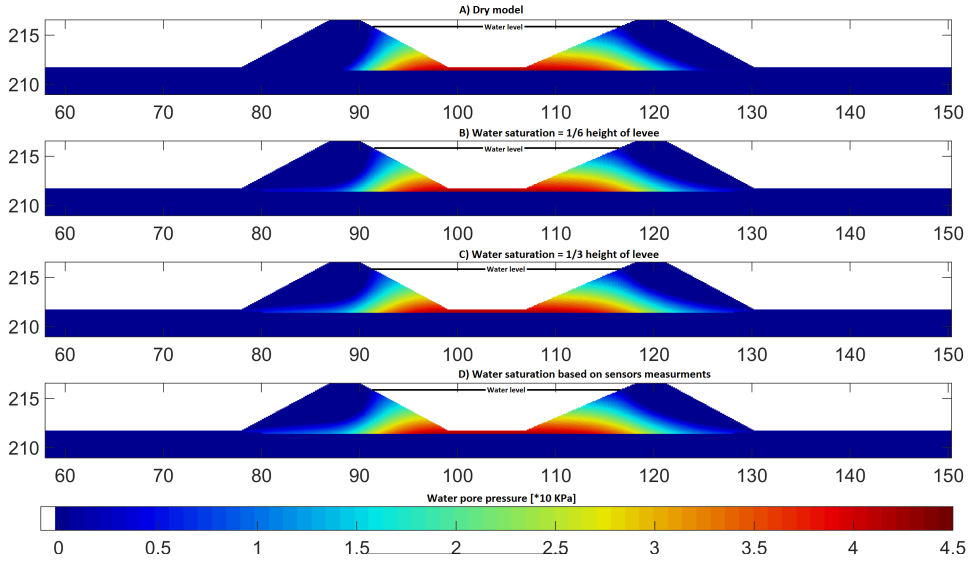 A) Dry model
Water level
215
210
60 70 80 90 100 110 120 130 140 150
B) Water saturation = 1/6 height of levee
Water level
215
210
60 70 80 90 100 110 120 130 140 150
C) Water saturation = 1/3 height of levee
Water level
215
210
60 70 80 90 100 110 120 130 140 150
D) Water saturation based on sensors measurments
Water level
215
210
60 70 80 90 100 110 120 130 140 150
Water pore pressure [*10 KPa]
0 0.5 1 1.5 2 2.5 3 3.5 4 4.5